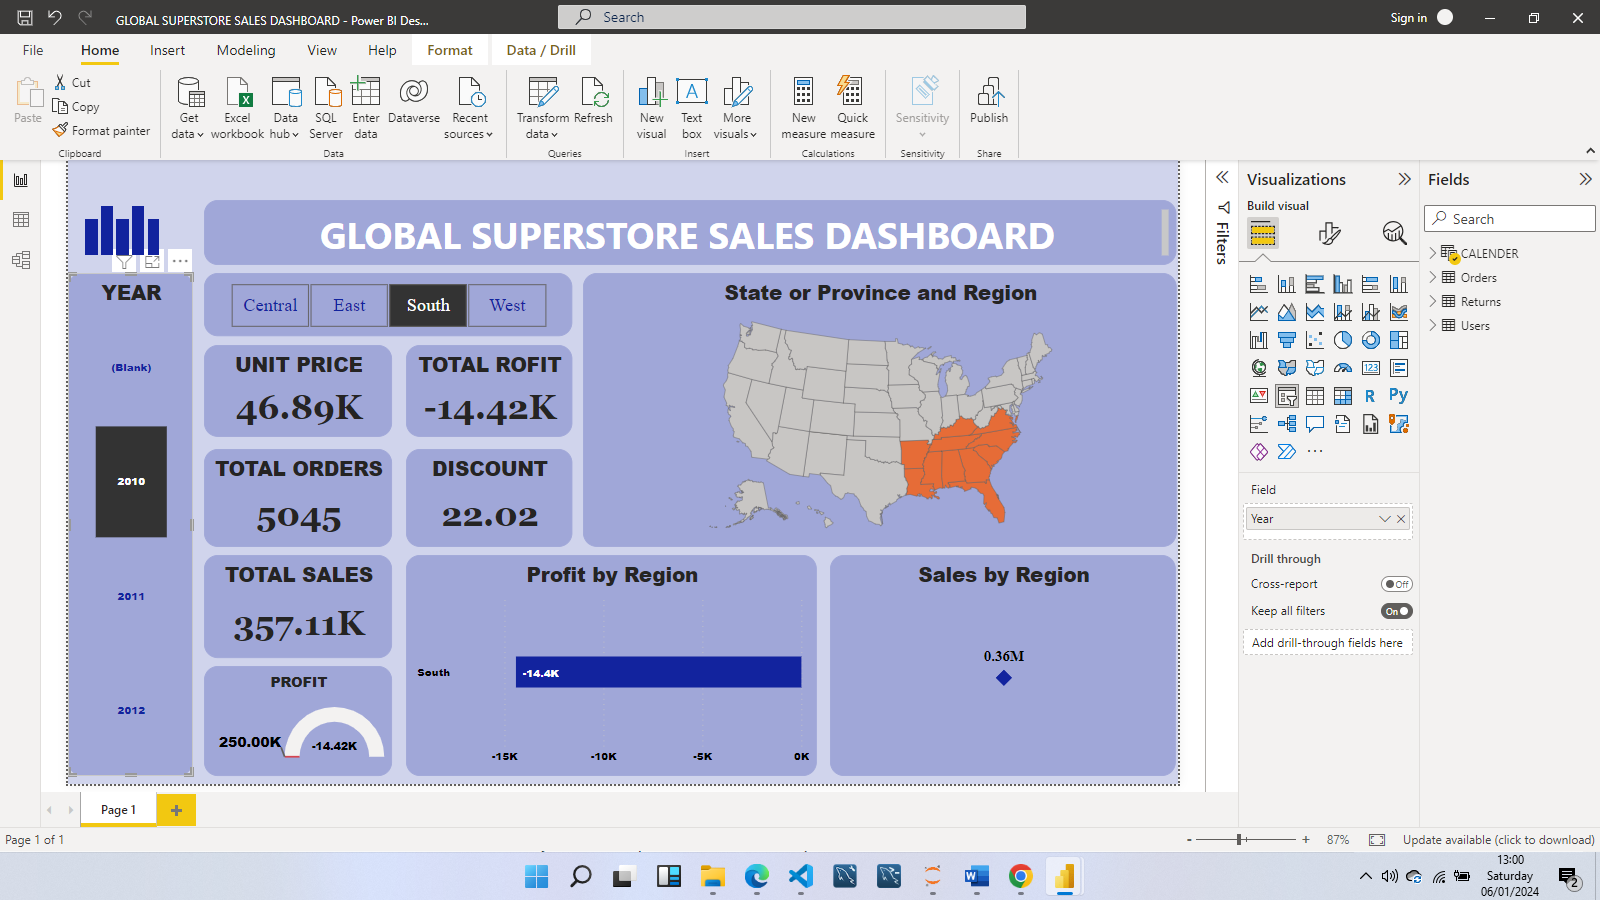 GLOBAL SUPERSTORE SALES DASHBOARD - Power BI Des...
Search
Sign in
File
Home
Insert
Modeling
View
Help
Format
Data / Drill
Paste
Cut
Copy
Format painter
Clipboard
Get data
Excel workbook
Data hub
SQL Server
Enter data
Dataverse
Recent sources
Data
Transform data
Refresh
Queries
New visual
Text box
More visuals
Insert
New measure
Quick measure
Calculations
Sensitivity
Sensitivity
Publish
Share
GLOBAL SUPERSTORE SALES DASHBOARD
YEAR
(Blank)
2010
2011
2012
Central
East
South
West
UNIT PRICE
46.89K
TOTAL ROFIT
-14.42K
TOTAL ORDERS
5045
DISCOUNT
22.02
TOTAL SALES
357.11K
PROFIT
250.00K
-14.42K
State or Province and Region
Profit by Region
South
-14.4K
-15K
-10K
-5K
0K
Sales by Region
0.36M
Filters
Visualizations
Build visual
123
R
Py
Field
Year
Drill through
Cross-report
Off
Keep all filters
On
Add drill-through fields here
Fields
Search
CALENDER
Orders
Returns
Users
Page 1
Page 1 of 1
- + 87%
Update available (click to download)
13:00
Saturday
06/01/2024
2